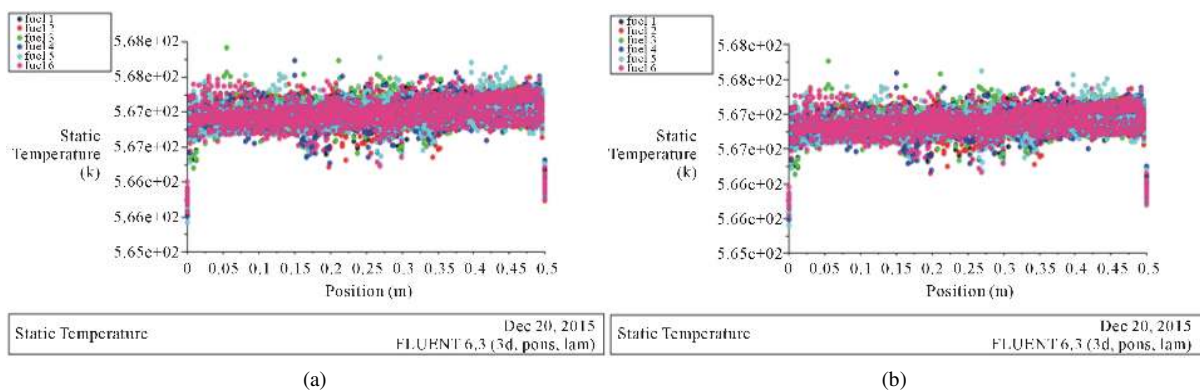 fuel 1
fuel 2
fuel 3
fuel 4
fuel 5
fuel 6
5,68e+02
5,68e+02
5,67e+02
5,67e+02
5,66e+02
5,66e+02
5,65e+02
Static
Temperature
(k)
0 0,05 0,1 0,15 0,2 0,25 0,3 0,35 0,4 0,45 0,5
Position (m)
Static Temperature
Dec 20, 2015
FLUENT 6,3 (3d, pons, lam)
(a)
fuel 1
fuel 2
fuel 3
fuel 4
fuel 5
fuel 6
5,68e+02
5,68e+02
5,67e+02
5,67e+02
5,66e+02
5,66e+02
5,65e+02
Static
Temperature
(k)
0 0,05 0,1 0,15 0,2 0,25 0,3 0,35 0,4 0,45 0,5
Position (m)
Static Temperature
Dec 20, 2015
FLUENT 6,3 (3d, pons, lam)
(b)